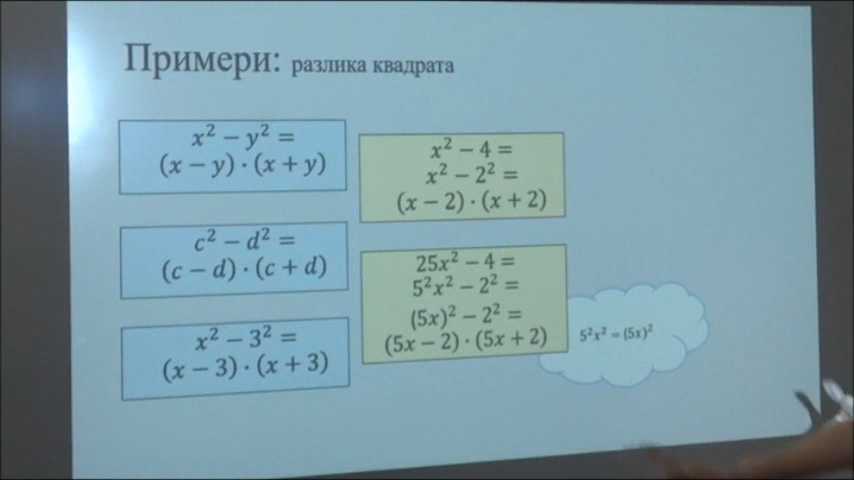 Примери: разлика квадрата
x² − y² =
(x − y) · (x + y)
c² − d² =
(c − d) · (c + d)
x² − 3² =
(x − 3) · (x + 3)
x² − 4 =
x² − 2² =
(x − 2) · (x + 2)
25x² − 4 =
5²x² − 2² =
(5x)² − 2² =
(5x − 2) · (5x + 2)
5²x² = (5x)²